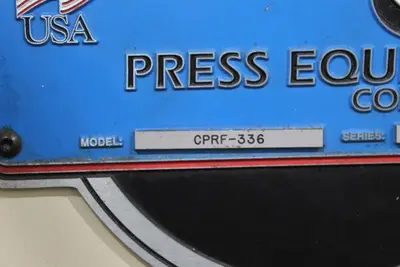 USA
PRESS EQU
CO
MODEL: CPRF-336 SERIES: